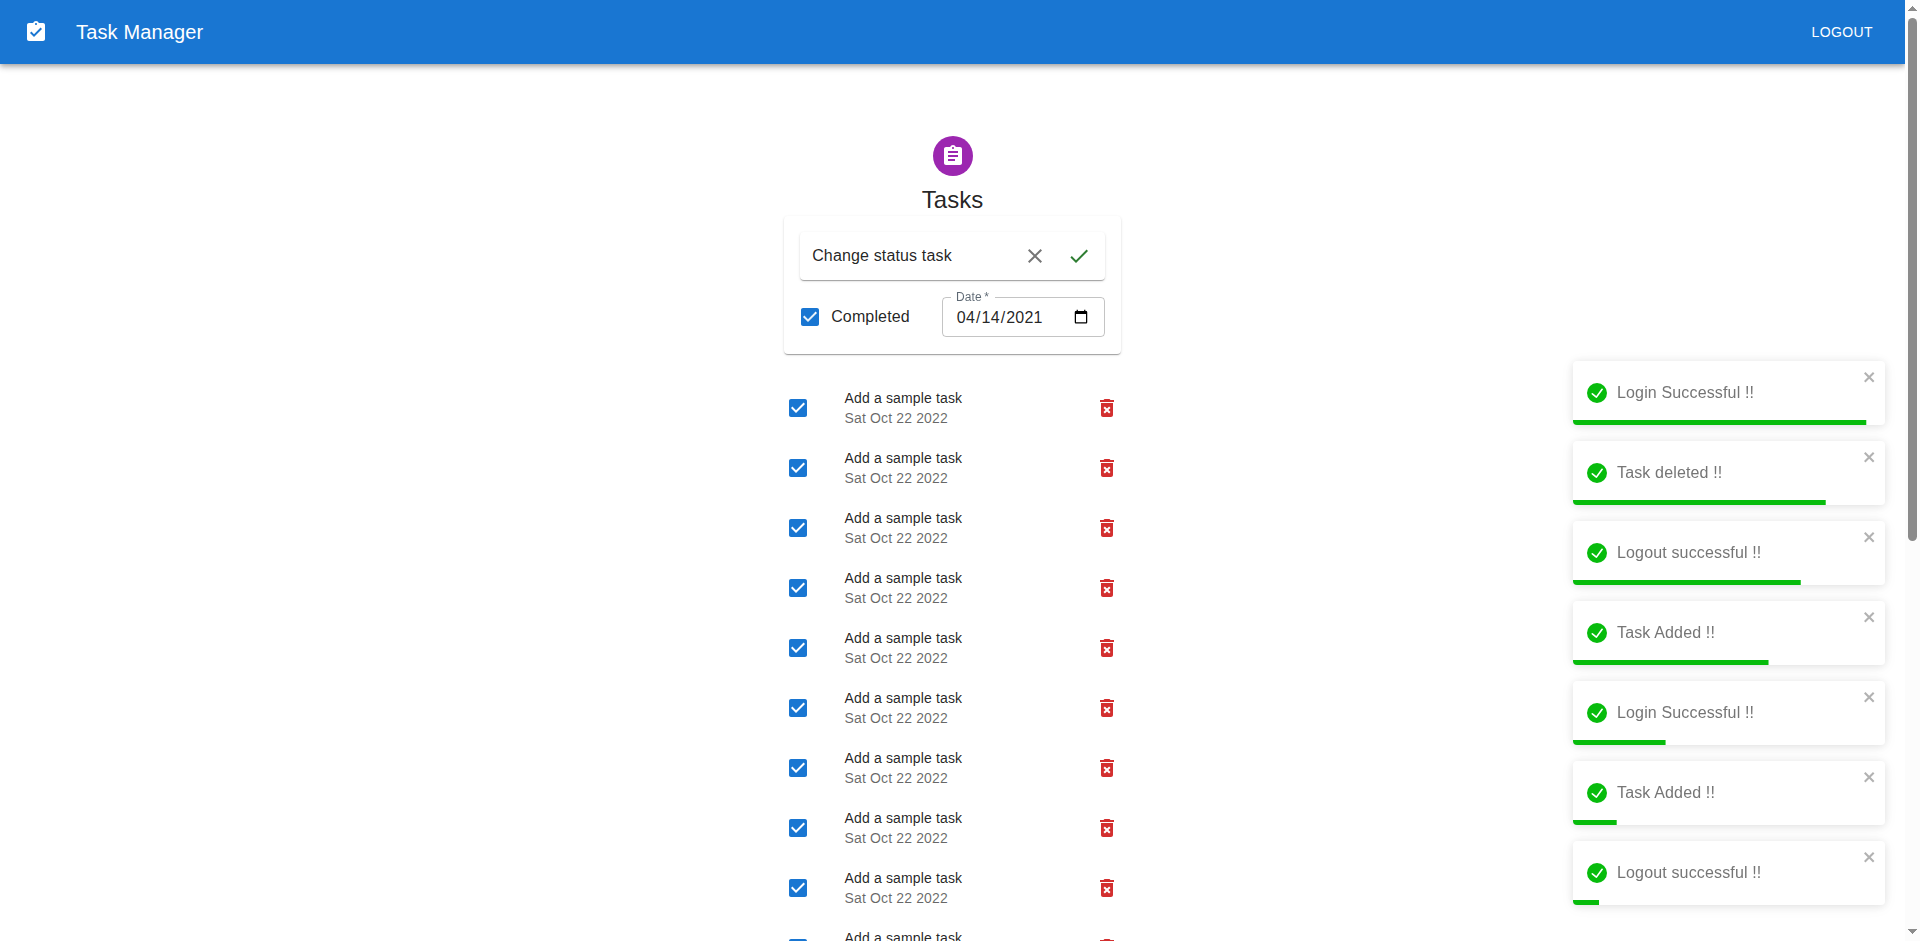 Task Manager
LOGOUT
Tasks
Change status task
Date *
Completed
04/14/2021
Add a sample task
Sat Oct 22 2022
Add a sample task
Sat Oct 22 2022
Add a sample task
Sat Oct 22 2022
Add a sample task
Sat Oct 22 2022
Add a sample task
Sat Oct 22 2022
Add a sample task
Sat Oct 22 2022
Add a sample task
Sat Oct 22 2022
Add a sample task
Sat Oct 22 2022
Add a sample task
Sat Oct 22 2022
Add a sample task
Login Successful !!
Task deleted !!
Logout successful !!
Task Added !!
Login Successful !!
Task Added !!
Logout successful !!